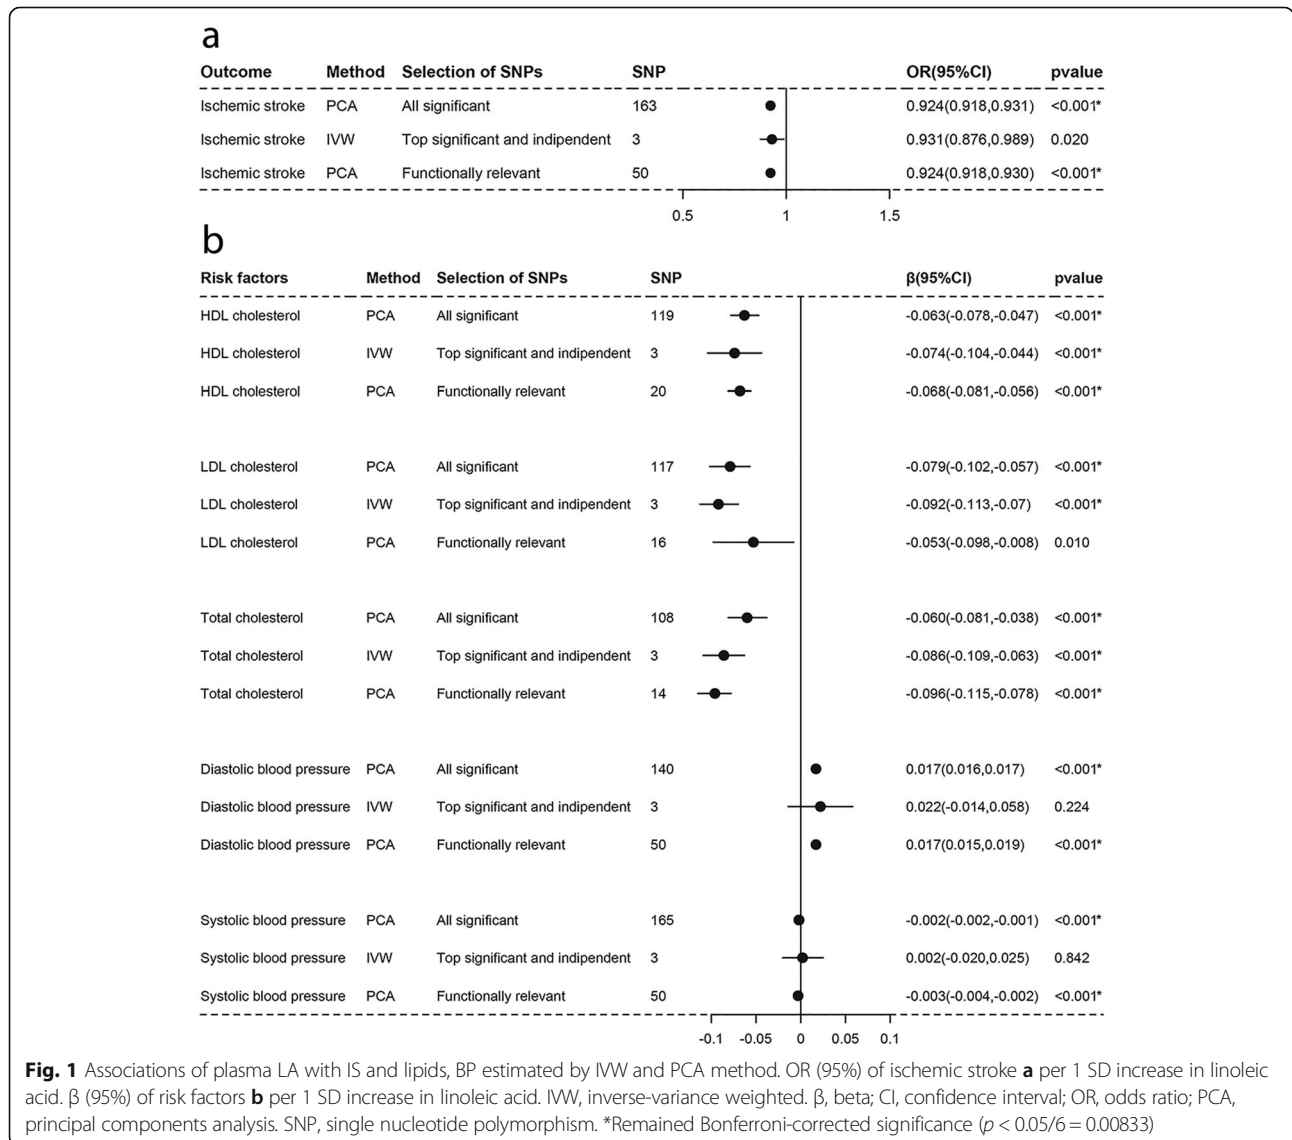 a
Outcome Method Selection of SNPs SNP OR(95%CI) pvalue
Ischemic stroke PCA All significant 163 0.924(0.918,0.931) <0.001*
Ischemic stroke IVW Top significant and indipendent 3 0.931(0.876,0.989) 0.020
Ischemic stroke PCA Functionally relevant 50 0.924(0.918,0.930) <0.001*
0.5 1 1.5
b
Risk factors Method Selection of SNPs SNP β(95%CI) pvalue
HDL cholesterol PCA All significant 119 -0.063(-0.078,-0.047) <0.001*
HDL cholesterol IVW Top significant and indipendent 3 -0.074(-0.104,-0.044) <0.001*
HDL cholesterol PCA Functionally relevant 20 -0.068(-0.081,-0.056) <0.001*
LDL cholesterol PCA All significant 117 -0.079(-0.102,-0.057) <0.001*
LDL cholesterol IVW Top significant and indipendent 3 -0.092(-0.113,-0.07) <0.001*
LDL cholesterol PCA Functionally relevant 16 -0.053(-0.098,-0.008) 0.010
Total cholesterol PCA All significant 108 -0.060(-0.081,-0.038) <0.001*
Total cholesterol IVW Top significant and indipendent 3 -0.086(-0.109,-0.063) <0.001*
Total cholesterol PCA Functionally relevant 14 -0.096(-0.115,-0.078) <0.001*
Diastolic blood pressure PCA All significant 140 0.017(0.016,0.017) <0.001*
Diastolic blood pressure IVW Top significant and indipendent 3 0.022(-0.014,0.058) 0.224
Diastolic blood pressure PCA Functionally relevant 50 0.017(0.015,0.019) <0.001*
Systolic blood pressure PCA All significant 165 -0.002(-0.002,-0.001) <0.001*
Systolic blood pressure IVW Top significant and indipendent 3 0.002(-0.020,0.025) 0.842
Systolic blood pressure PCA Functionally relevant 50 -0.003(-0.004,-0.002) <0.001*
-0.1 -0.05 0 0.05 0.1
Fig. 1 Associations of plasma LA with IS and lipids, BP estimated by IVW and PCA method. OR (95%) of ischemic stroke a per 1 SD increase in linoleic
acid. β (95%) of risk factors b per 1 SD increase in linoleic acid. IVW, inverse-variance weighted. β, beta; CI, confidence interval; OR, odds ratio; PCA,
principal components analysis. SNP, single nucleotide polymorphism. *Remained Bonferroni-corrected significance (p < 0.05/6 = 0.00833)